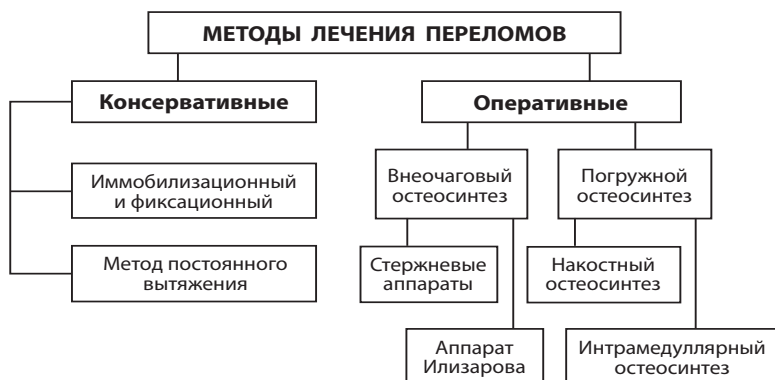 МЕТОДЫ ЛЕЧЕНИЯ ПЕРЕЛОМОВ
Консервативные
Оперативные
Иммобилизационный
и фиксационный
Метод постоянного
вытяжения
Внеочаговый
остеосинтез
Погружной
остеосинтез
Стержневые
аппараты
Накостный
остеосинтез
Аппарат
Илизарова
Интрамедуллярный
остеосинтез